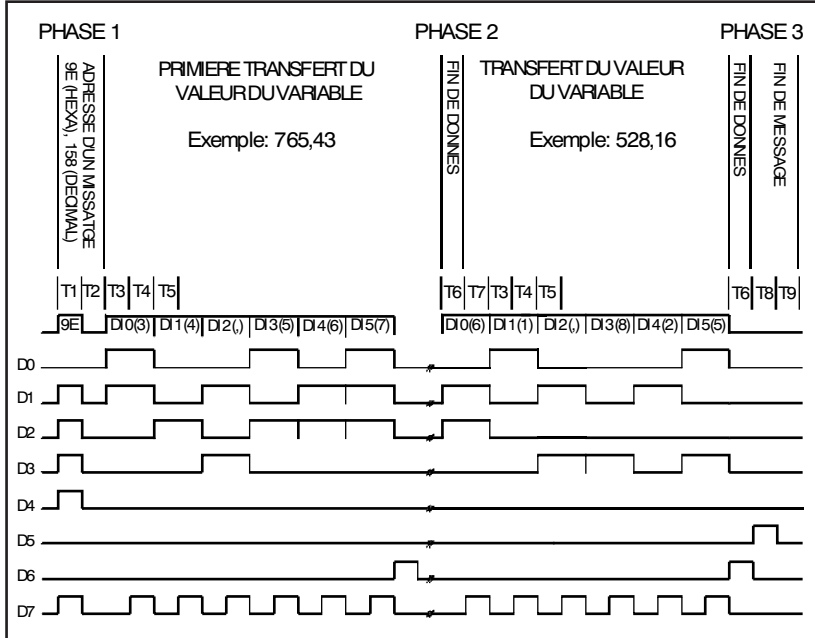 PHASE 1
PHASE 2
PHASE 3
ADRESSE D'UN MISSATGE
9E (HEXA), 158 (DECIMAL)
PRIMIERE TRANSFERT DU
VALEUR DU VARIABLE
Exemple: 765,43
FIN DE DONNES
TRANSFERT DU VALEUR
DU VARIABLE
Exemple: 528,16
FIN DE DONNES
FIN DE MESSAGE
T1 T2 T3 T4 T5 T6 T7 T3 T4 T5 T6 T8 T9
9E DI0(3) DI1(4) DI2(,) DI3(5) DI4(6) DI5(7) DI0(6) DI1(1) DI2(,) DI3(8) DI4(2) DI5(5)
D0
D1
D2
D3
D4
D5
D6
D7